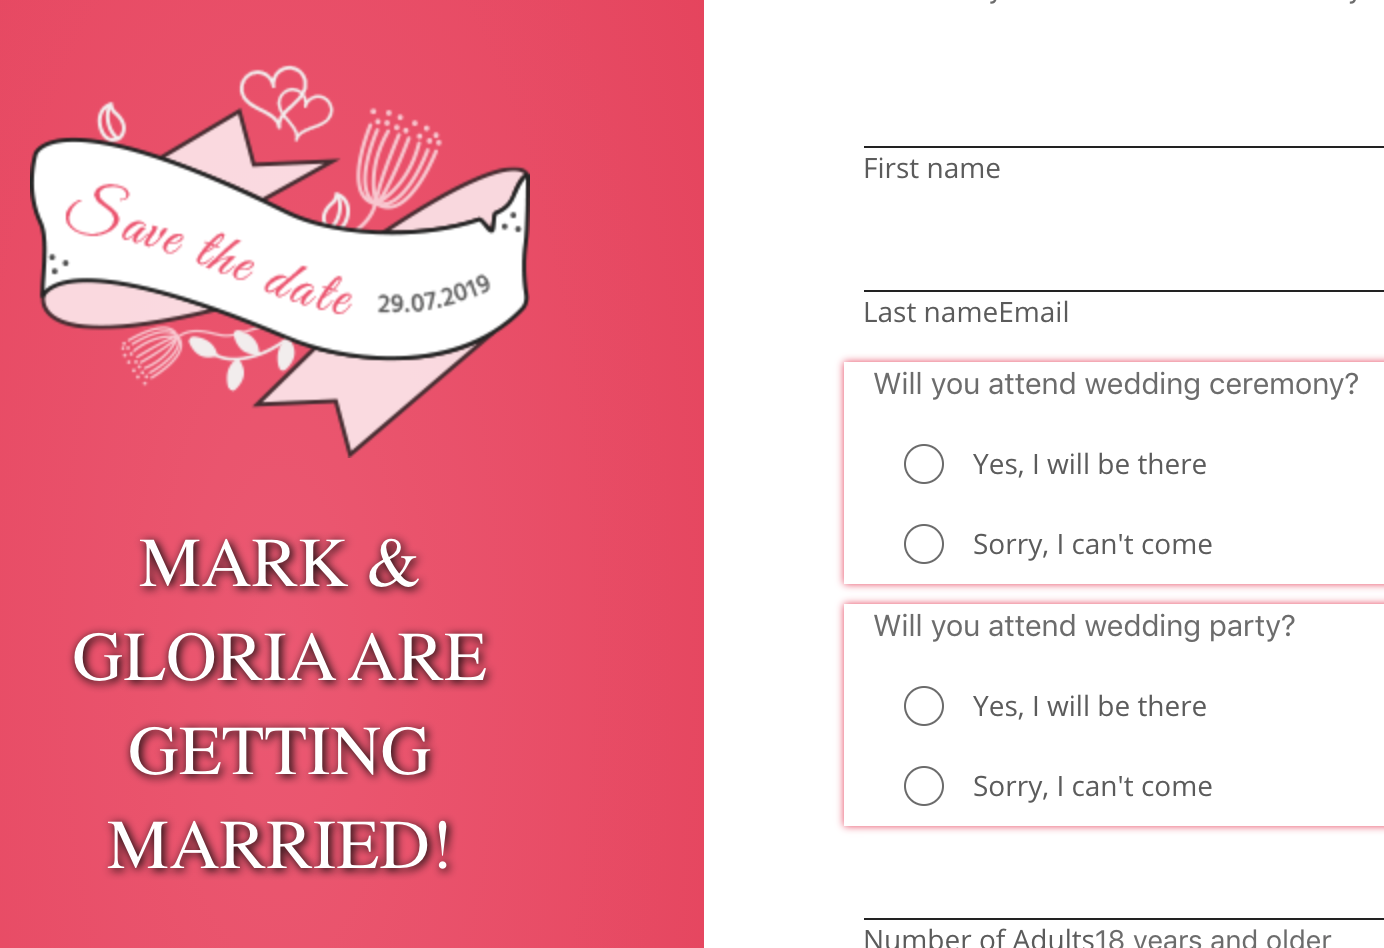 Save the date 29.07.2019
MARK &
GLORIA ARE
GETTING
MARRIED!
First name
Last nameEmail
Will you attend wedding ceremony?
Yes, I will be there
Sorry, I can't come
Will you attend wedding party?
Yes, I will be there
Sorry, I can't come
Number of Adults18 years and older